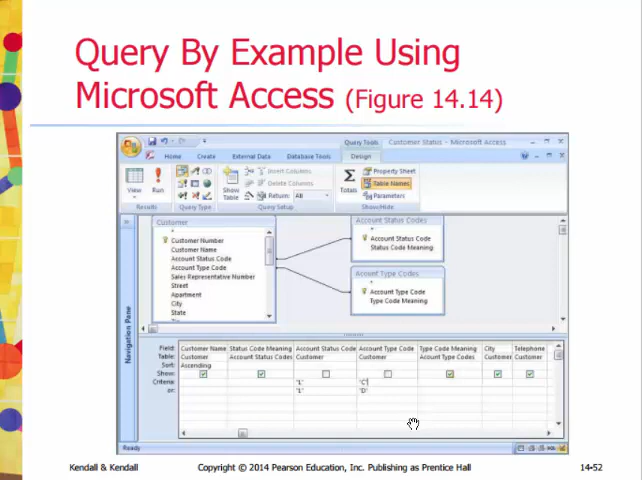 Query By Example Using
Microsoft Access (Figure 14.14)
Query Tools Customer Status - Microsoft Access
Home Create External Data Database Tools Design
View Run Show Table Insert Columns Delete Columns Return: All Totals Property Sheet Table Names Parameters
Results Query Type Query Setup Show/Hide
Customer
*
Customer Number
Customer Name
Account Status Code
Account Type Code
Sales Representative Number
Street
Apartment
City
State
Account Status Codes
*
Account Status Code
Status Code Meaning
Acount Type Codes
*
Account Type Code
Type Code Meaning
Navigation Pane
Field: Customer Name Status Code Meaning Account Status Code Account Type Code Type Code Meaning City Telephone
Table: Customer Account Status Codes Customer Customer Acount Type Codes Customer Customer
Sort: Ascending
Show:
Criteria: "L" "C"
or: "L" "D"
Ready
Kendall & Kendall Copyright © 2014 Pearson Education, Inc. Publishing as Prentice Hall 14-52